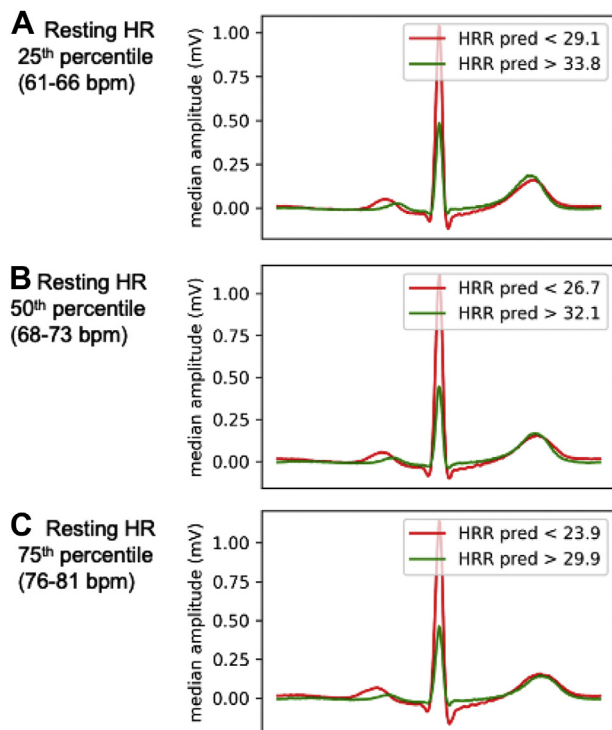 A
Resting HR
25th percentile
(61-66 bpm)
median amplitude (mV)
1.00
0.75
0.50
0.25
0.00
HRR pred < 29.1
HRR pred > 33.8
B
Resting HR
50th percentile
(68-73 bpm)
median amplitude (mV)
1.00
0.75
0.50
0.25
0.00
HRR pred < 26.7
HRR pred > 32.1
C
Resting HR
75th percentile
(76-81 bpm)
median amplitude (mV)
1.00
0.75
0.50
0.25
0.00
HRR pred < 23.9
HRR pred > 29.9